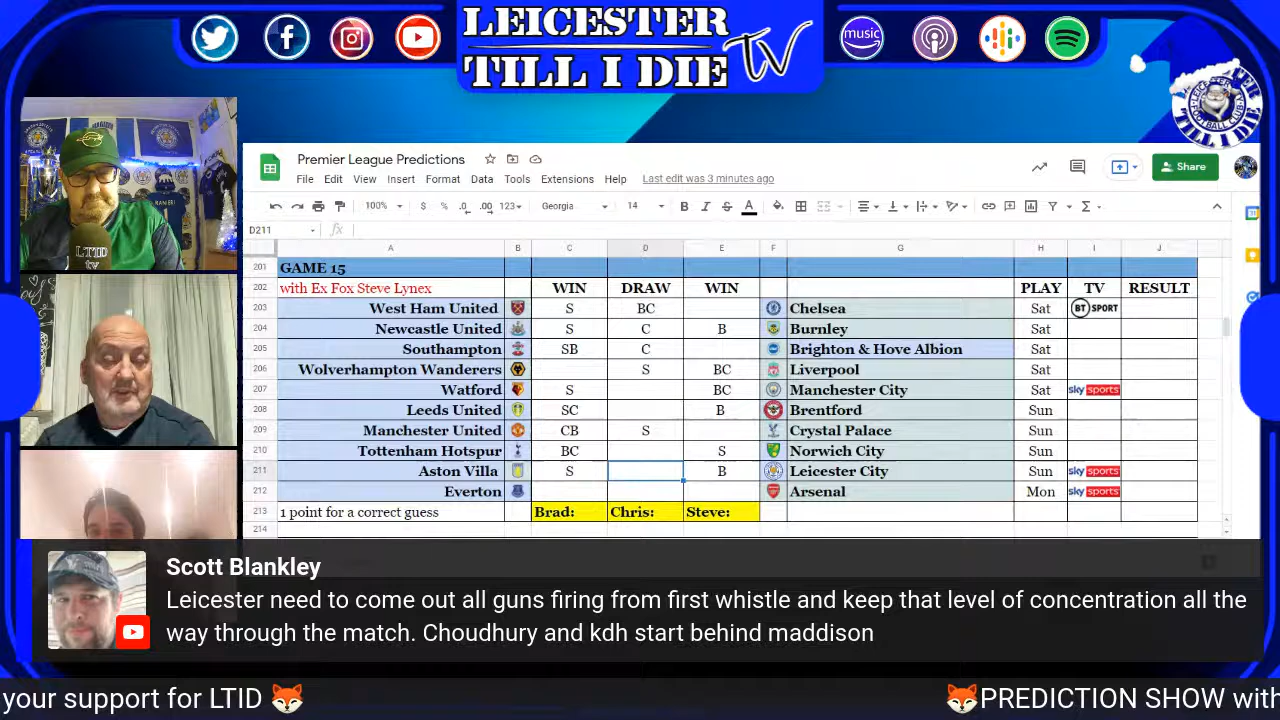 LEICESTER
TILL I DIE
TV
music
Premier League Predictions
File Edit View Insert Format Data Tools Extensions Help Last edit was 3 minutes ago
Share
100% $ % .0 .00 123 Georgia 14 B I S A
D211 fx
A B C D E F G H I J
201 GAME 15
202 with Ex Fox Steve Lynex WIN DRAW WIN PLAY TV RESULT
203 West Ham United S BC Chelsea Sat BT SPORT
204 Newcastle United S C B Burnley Sat
205 Southampton SB C Brighton & Hove Albion Sat
206 Wolverhampton Wanderers S BC Liverpool Sat
207 Watford S BC Manchester City Sat sky sports
208 Leeds United SC B Brentford Sun
209 Manchester United CB S Crystal Palace Sun
210 Tottenham Hotspur BC S Norwich City Sun
211 Aston Villa S B Leicester City Sun sky sports
212 Everton Arsenal Mon sky sports
213 1 point for a correct guess Brad: Chris: Steve:
214
LTID
tv
Scott Blankley
Leicester need to come out all guns firing from first whistle and keep that level of concentration all the
way through the match. Choudhury and kdh start behind maddison
your support for LTID 🦊 🦊PREDICTION SHOW with